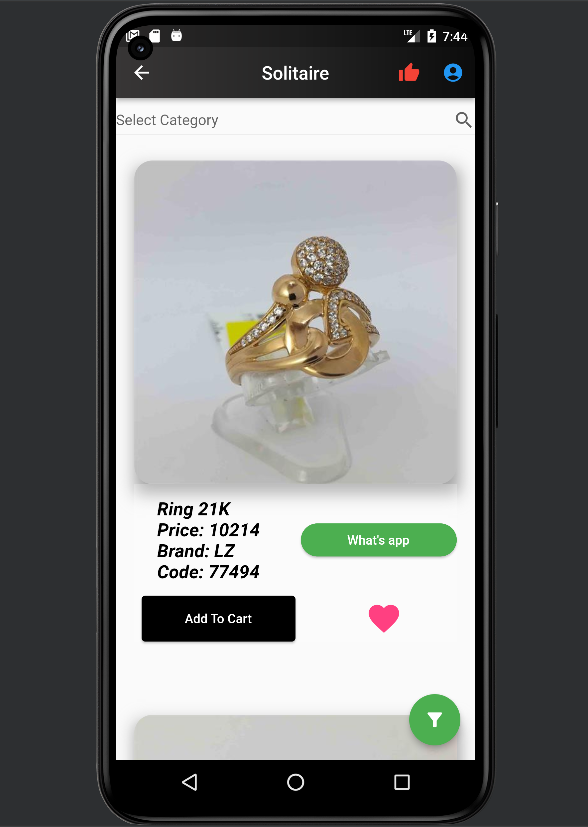 LTE 7:44
Solitaire
Select Category
Ring 21K
Price: 10214
Brand: LZ
Code: 77494
What's app
Add To Cart